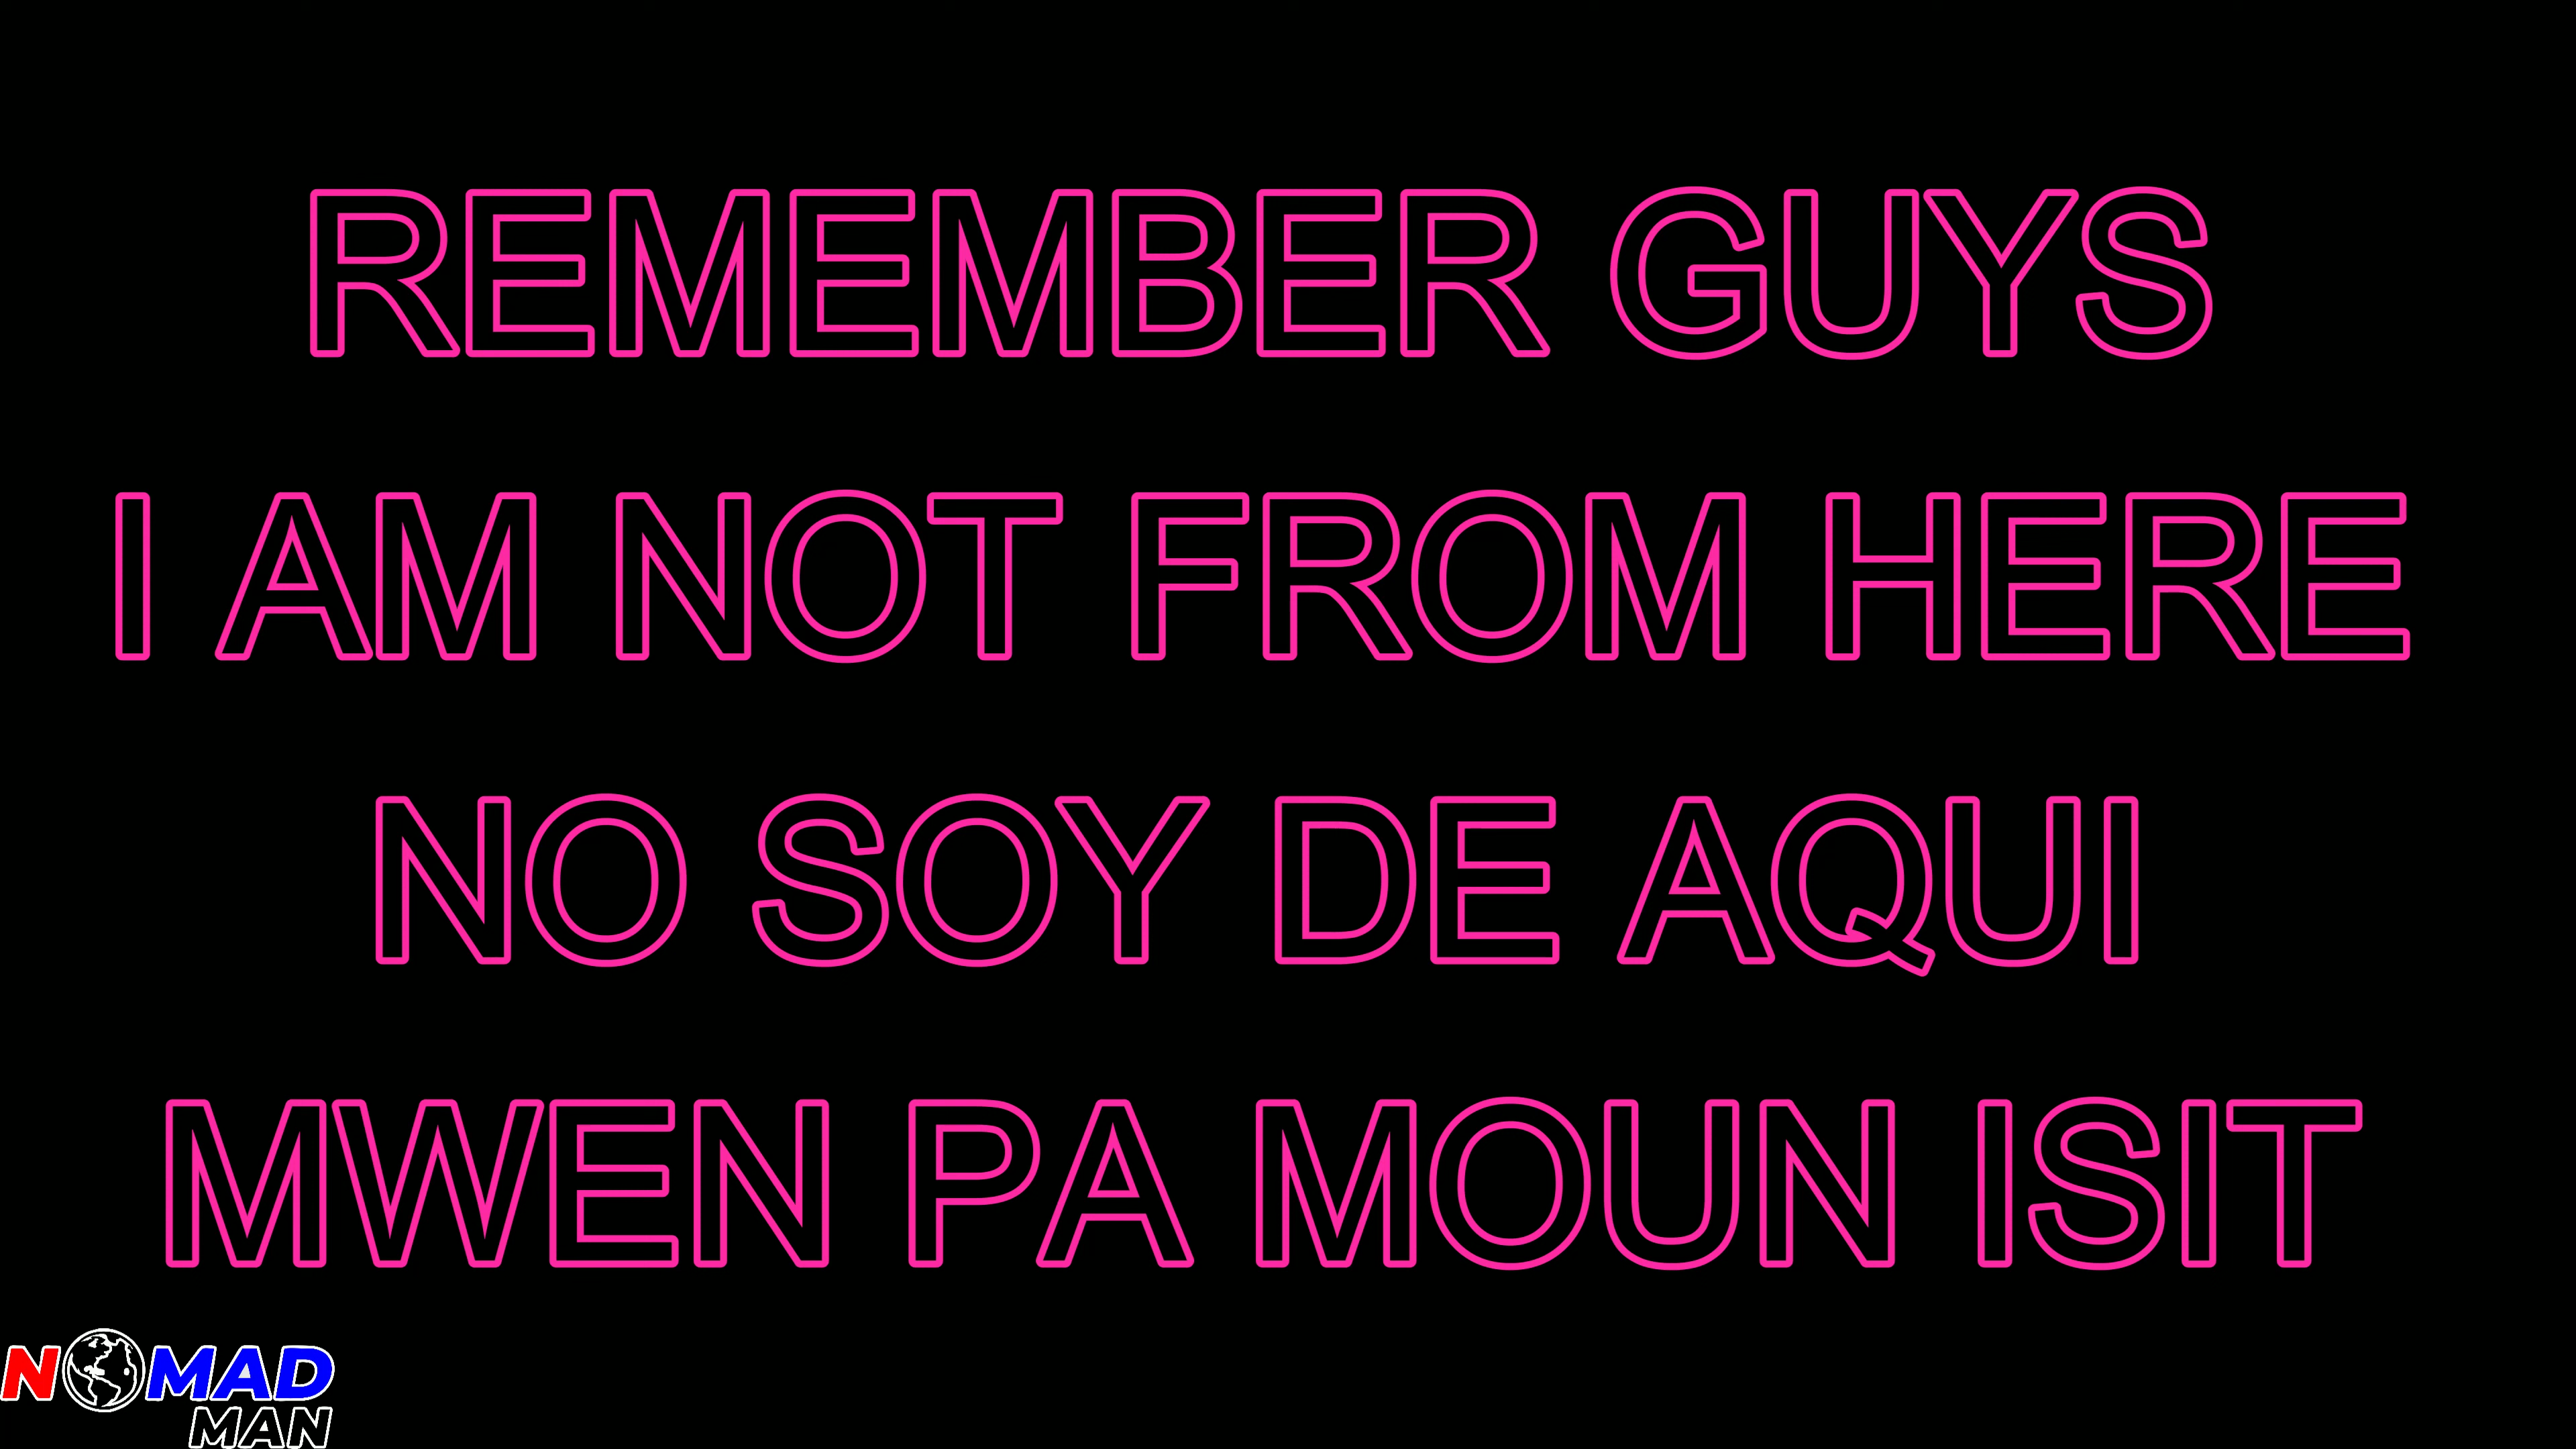 REMEMBER GUYS
I AM NOT FROM HERE
NO SOY DE AQUI
MWEN PA MOUN ISIT
NOMAD
MAN